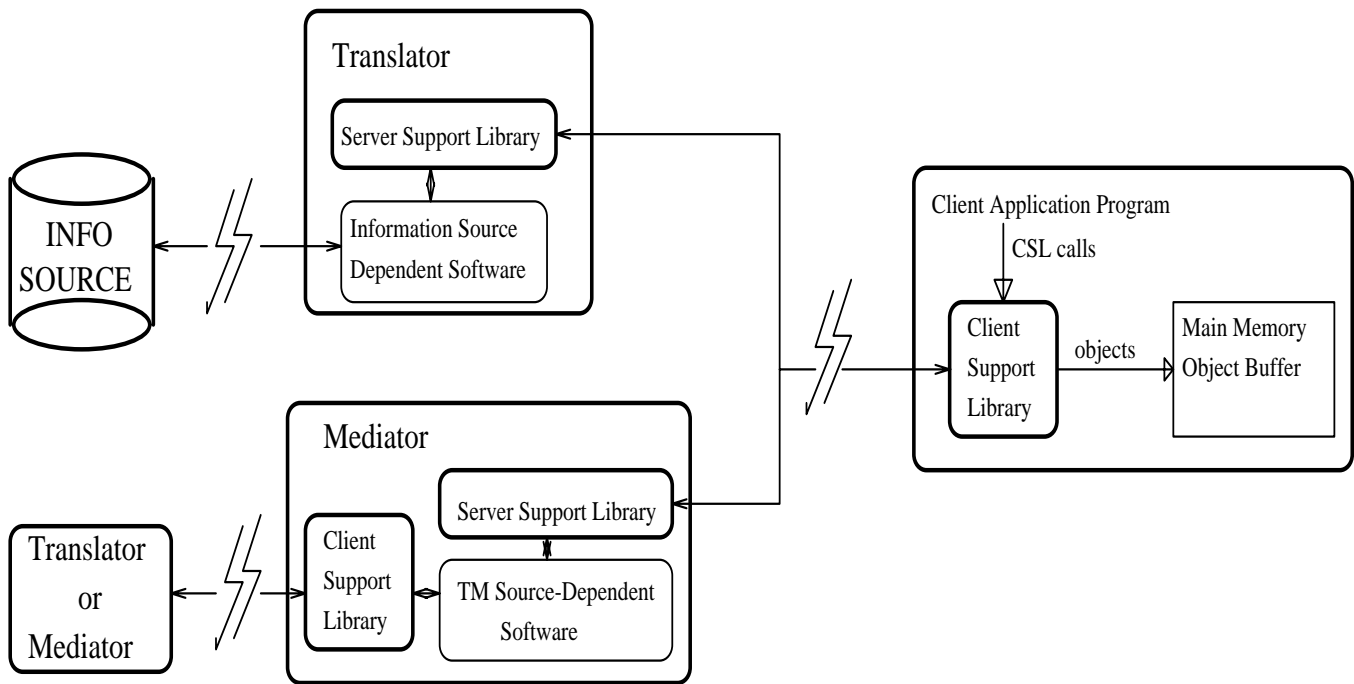 Translator
Server Support Library
Information Source
Dependent Software
INFO
SOURCE
Client Application Program
CSL calls
Client
Support
Library
objects
Main Memory
Object Buffer
Mediator
Server Support Library
Client
Support
Library
TM Source-Dependent
Software
Translator
or
Mediator